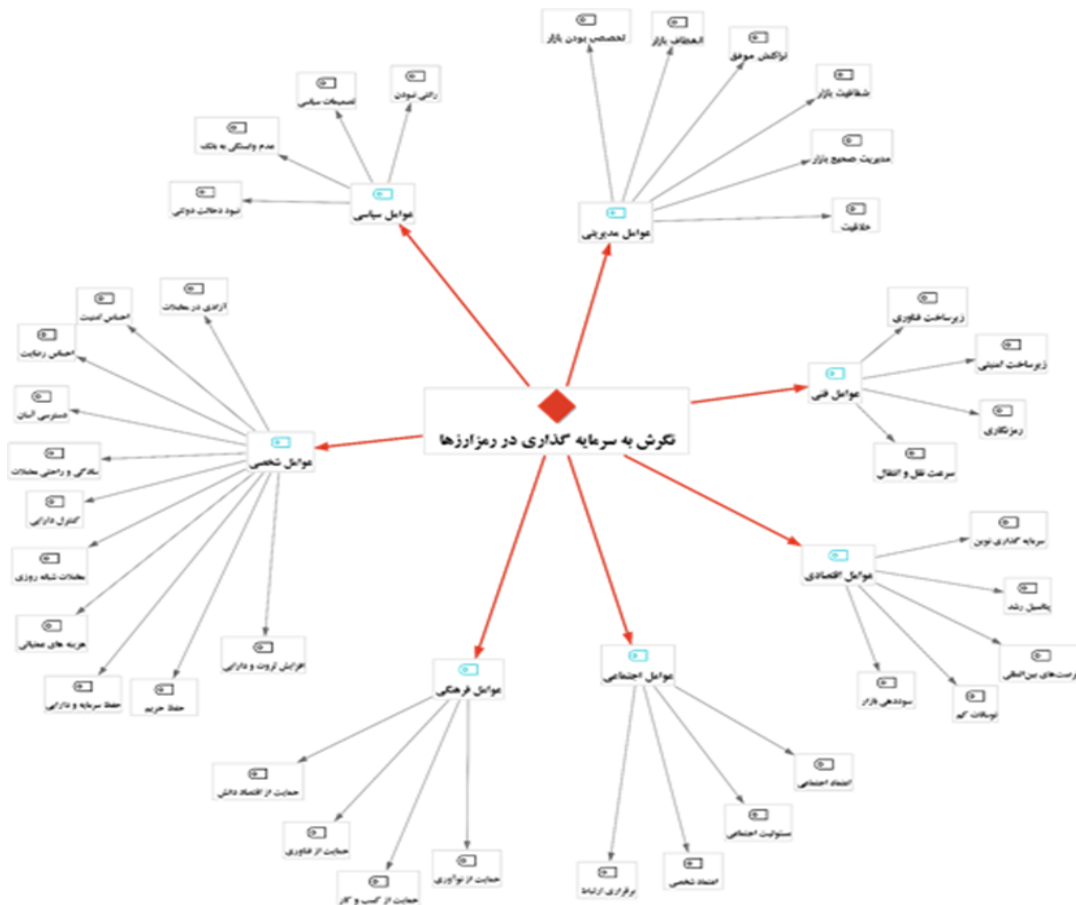 تخصصی بودن بازار
انعطاف بازار
تراکنش موفق
شفافیت بازار
مدیریت صحیح بازار
خلاقیت
عوامل مدیریتی
رانتی نبودن
تصمیمات سیاسی
عدم وابستگی به بانک
نبود دخالت دولتی
عوامل سیاسی
زیرساخت فناوری
زیرساخت امنیتی
رمزنگاری
سرعت نقل و انتقال
عوامل فنی
نگرش به سرمایه گذاری در رمزارزها
آزادی در معاملات
احساس امنیت
احساس رضایت
دسترسی آسان
سادگی و راحتی معاملات
کنترل دارایی
معاملات شبانه روزی
هزینه های عملیاتی
حفظ سرمایه و دارایی
حفظ حریم
افزایش ثروت و دارایی
عوامل شخصی
سرمایه گذاری نوین
پتانسیل رشد
رصت‌های بین‌المللی
نوسانات کم
سوددهی بازار
عوامل اقتصادی
عوامل اجتماعی
اعتماد اجتماعی
مسئولیت اجتماعی
اعتماد شخصی
برقراری ارتباط
عوامل فرهنگی
حمایت از اقتصاد دانش
حمایت از فناوری
حمایت از کسب و کار
حمایت از نوآوری